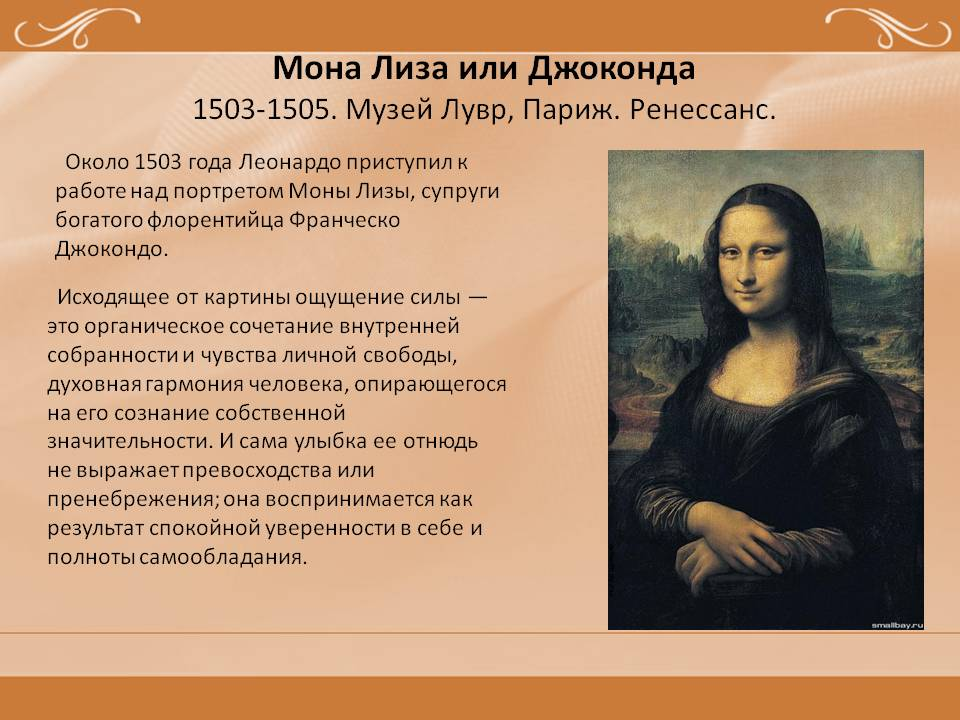 Мона Лиза или Джоконда
1503-1505. Музей Лувр, Париж. Ренессанс.
Около 1503 года Леонардо приступил к
работе над портретом Моны Лизы, супруги
богатого флорентийца Франческо
Джокондо.
Исходящее от картины ощущение силы —
это органическое сочетание внутренней
собранности и чувства личной свободы,
духовная гармония человека, опирающегося
на его сознание собственной
значительности. И сама улыбка ее отнюдь
не выражает превосходства или
пренебрежения; она воспринимается как
результат спокойной уверенности в себе и
полноты самообладания.
smallbay.ru